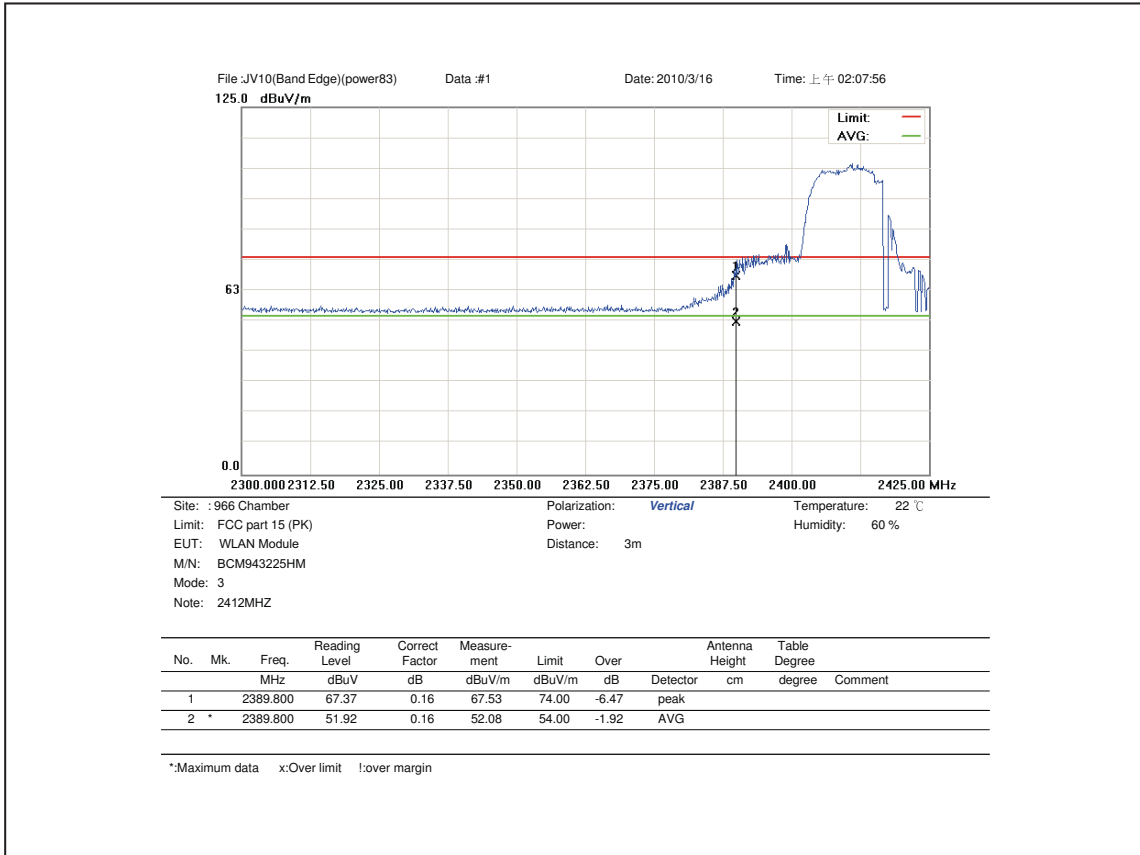 File :JV10(Band Edge)(power83) Data :#1 Date: 2010/3/16 Time: 上午 02:07:56
125.0 dBuV/m
Limit:
AVG:
63
1
2
0.0
2300.000 2312.50 2325.00 2337.50 2350.00 2362.50 2375.00 2387.50 2400.00 2425.00 MHz
Site: : 966 Chamber Polarization: Vertical Temperature: 22 ℃
Limit: FCC part 15 (PK) Power: Humidity: 60 %
EUT: WLAN Module Distance: 3m
M/N: BCM943225HM
Mode: 3
Note: 2412MHZ
Reading Correct Measure- Antenna Table
No. Mk. Freq. Level Factor ment Limit Over Height Degree
MHz dBuV dB dBuV/m dBuV/m dB Detector cm degree Comment
1 2389.800 67.37 0.16 67.53 74.00 -6.47 peak
2 * 2389.800 51.92 0.16 52.08 54.00 -1.92 AVG
*:Maximum data x:Over limit !:over margin